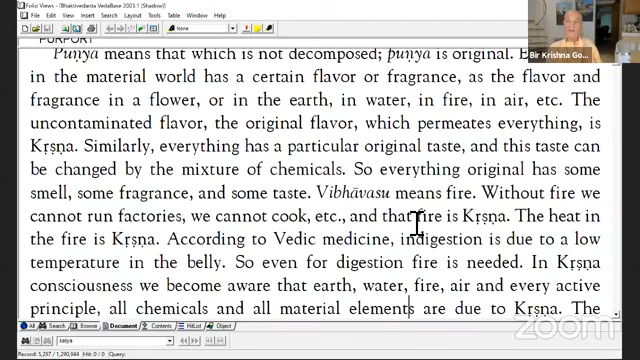 Folio Views - [Bhaktivedanta VedaBase 2003.1 (Shadow)]
File Edit View Search Layout Insert Tools Window Help
<None>
PURPORT
Puṇya means that which is not decomposed; puṇya is original.
in the material world has a certain flavor or fragrance, as the flavor and
fragrance in a flower, or in the earth, in water, in fire, in air, etc. The
uncontaminated flavor, the original flavor, which permeates everything, is
Kṛṣṇa. Similarly, everything has a particular original taste, and this taste can
be changed by the mixture of chemicals. So everything original has some
smell, some fragrance, and some taste. Vibhāvasu means fire. Without fire we
cannot run factories, we cannot cook, etc., and that fire is Kṛṣṇa. The heat in
the fire is Kṛṣṇa. According to Vedic medicine, indigestion is due to a low
temperature in the belly. So even for digestion fire is needed. In Kṛṣṇa
consciousness we become aware that earth, water, fire, air and every active
principle, all chemicals and all material elements are due to Kṛṣṇa. The
Bir Krishna Go...
zoom
All Browse Search Document Contents HitList Object
kalya
Record: 5,297 / 1,290,944 Hit: 0 / 0